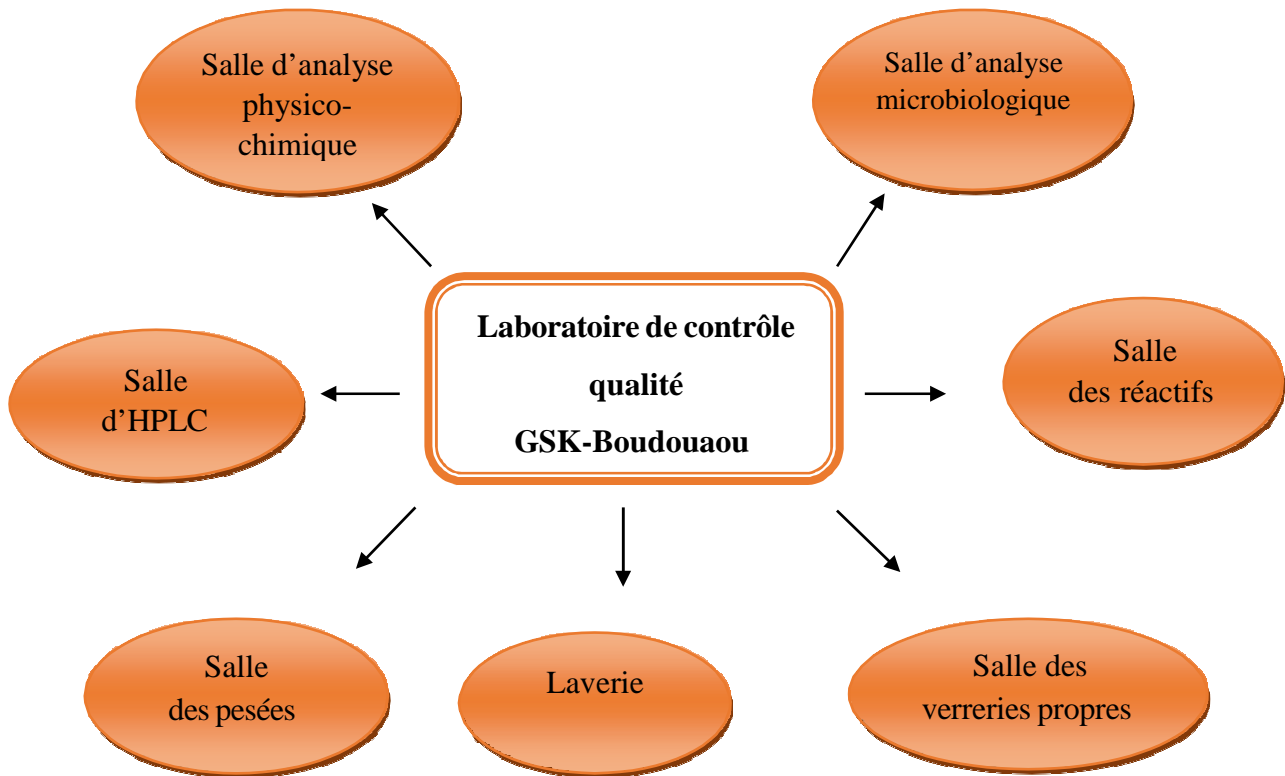 Salle d’analyse
physico-
chimique
Salle d’analyse
microbiologique
Laboratoire de contrôle
qualité
GSK-Boudouaou
Salle
d’HPLC
Salle
des réactifs
Salle
des pesées
Laverie
Salle des
verreries propres